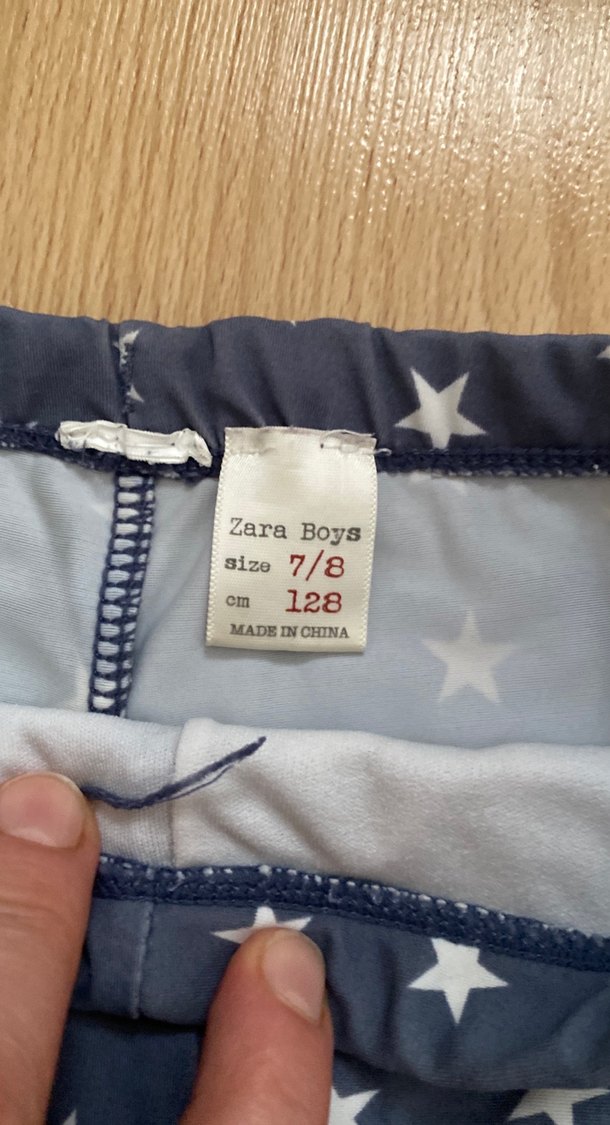 Zara Boys
size 7/8
cm 128
MADE IN CHINA